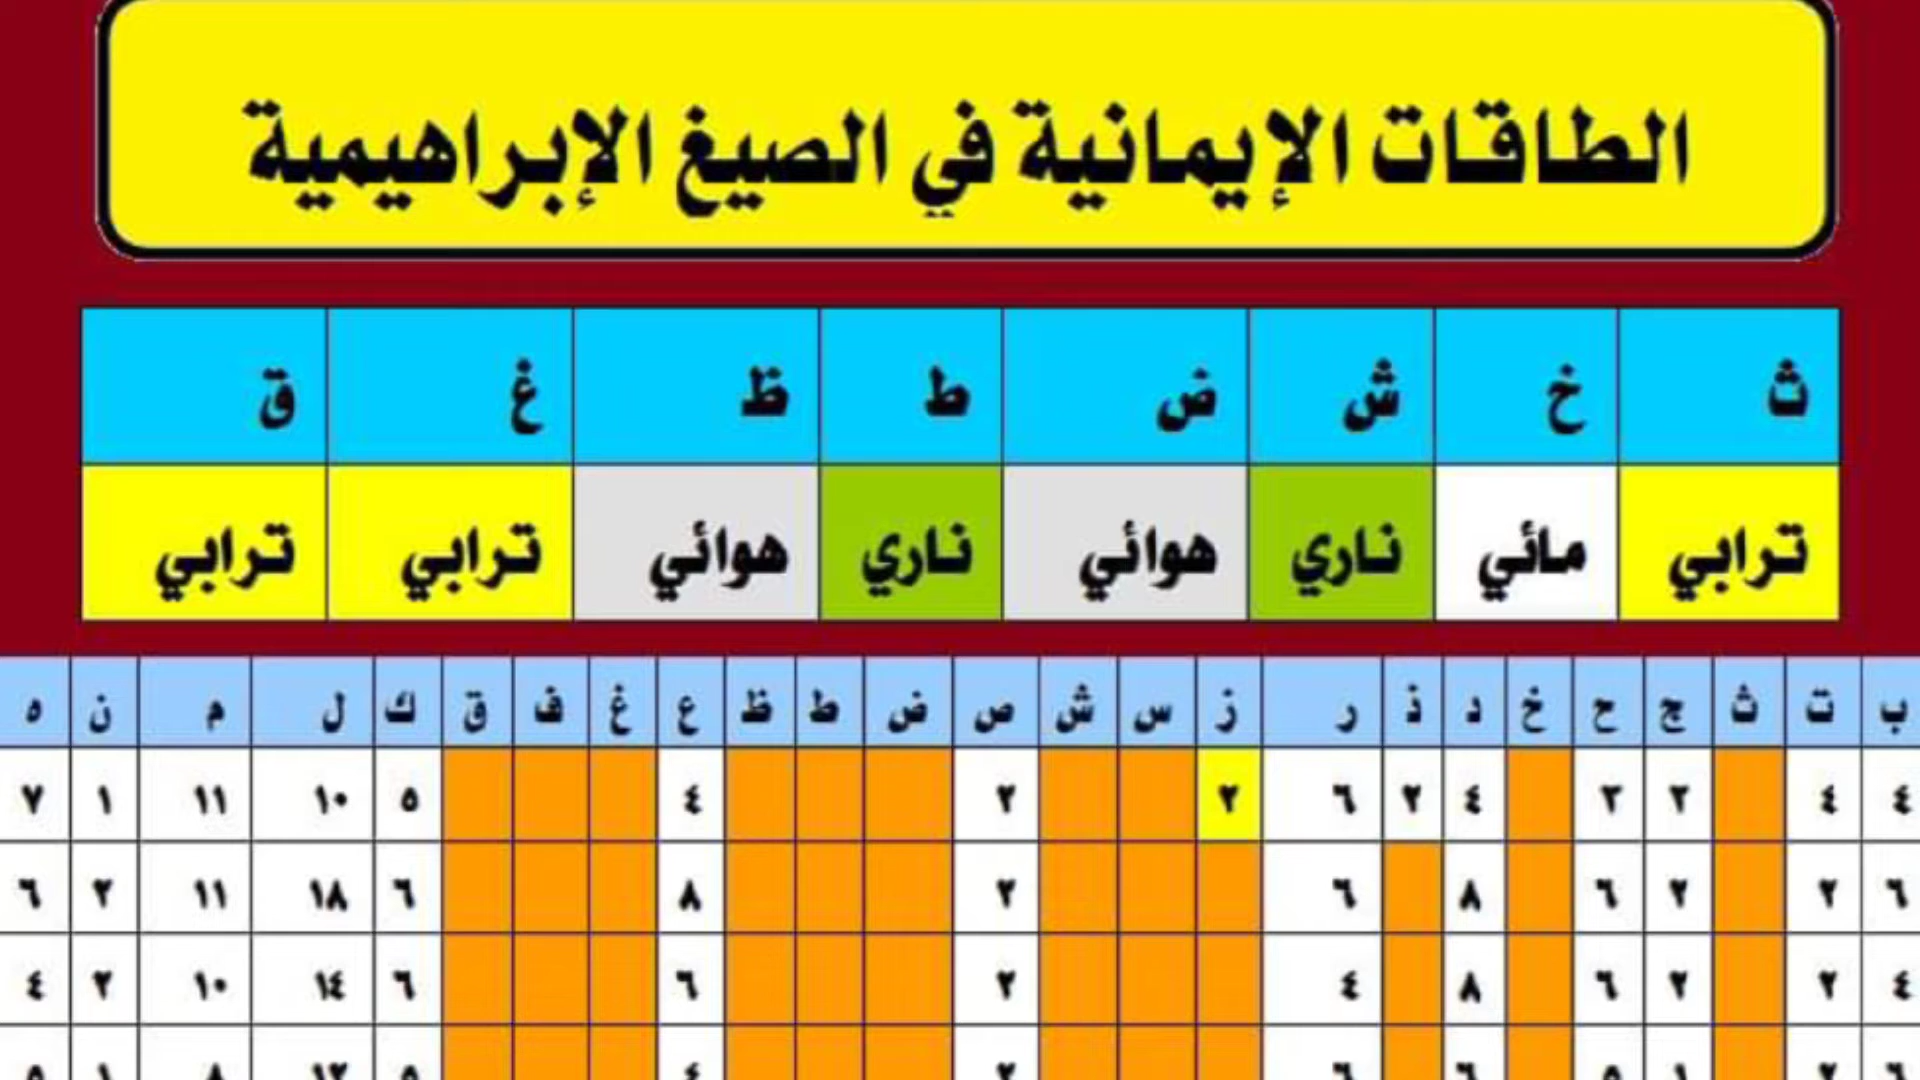 الطاقات الإيمانية في الصيغ الإبراهيمية
ث خ ش ض ط ظ غ ق
ترابي مائي ناري هوائي ناري هوائي ترابي ترابي
ب ت ث ج ح خ د ذ ر ز س ش ص ض ط ظ ع غ ف ق ك ل م ن ه
٤ ٤ ٢ ٣ ٤ ٢ ٦ ٢ ٢ ٤ ٥ ١٠ ١١ ١ ٧
٦ ٢ ٢ ٦ ٨ ٦ ٢ ٨ ٦ ١٨ ١١ ٢ ٦
٤ ٢ ٢ ٦ ٨ ٤ ٢ ٦ ٦ ١٤ ١٠ ٢ ٤